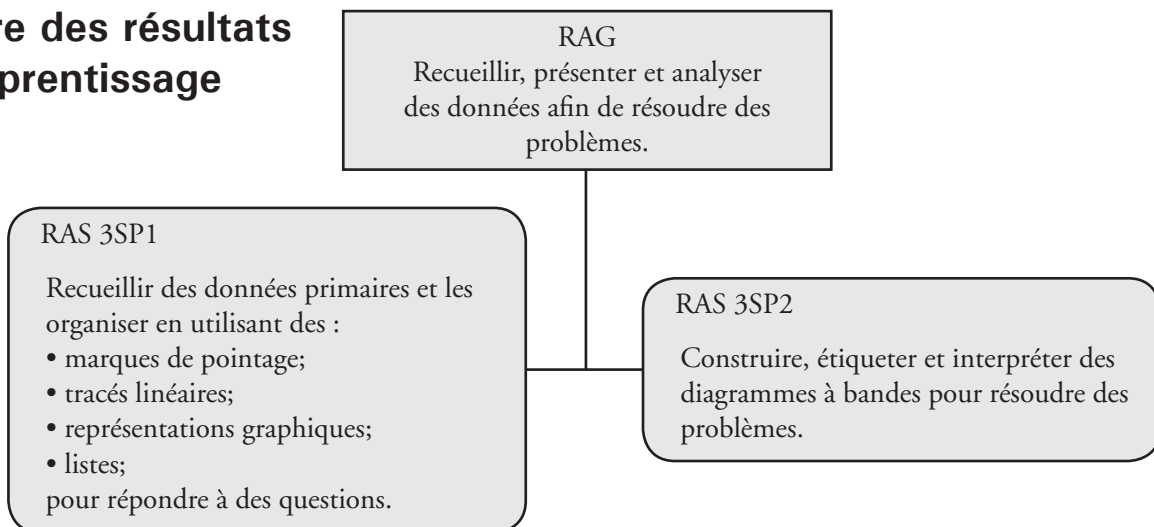 re des résultats
prentissage
RAG
Recueillir, présenter et analyser
des données afin de résoudre des
problèmes.
RAS 3SP1
Recueillir des données primaires et les
organiser en utilisant des :
• marques de pointage;
• tracés linéaires;
• représentations graphiques;
• listes;
pour répondre à des questions.
RAS 3SP2
Construire, étiqueter et interpréter des
diagrammes à bandes pour résoudre des
problèmes.